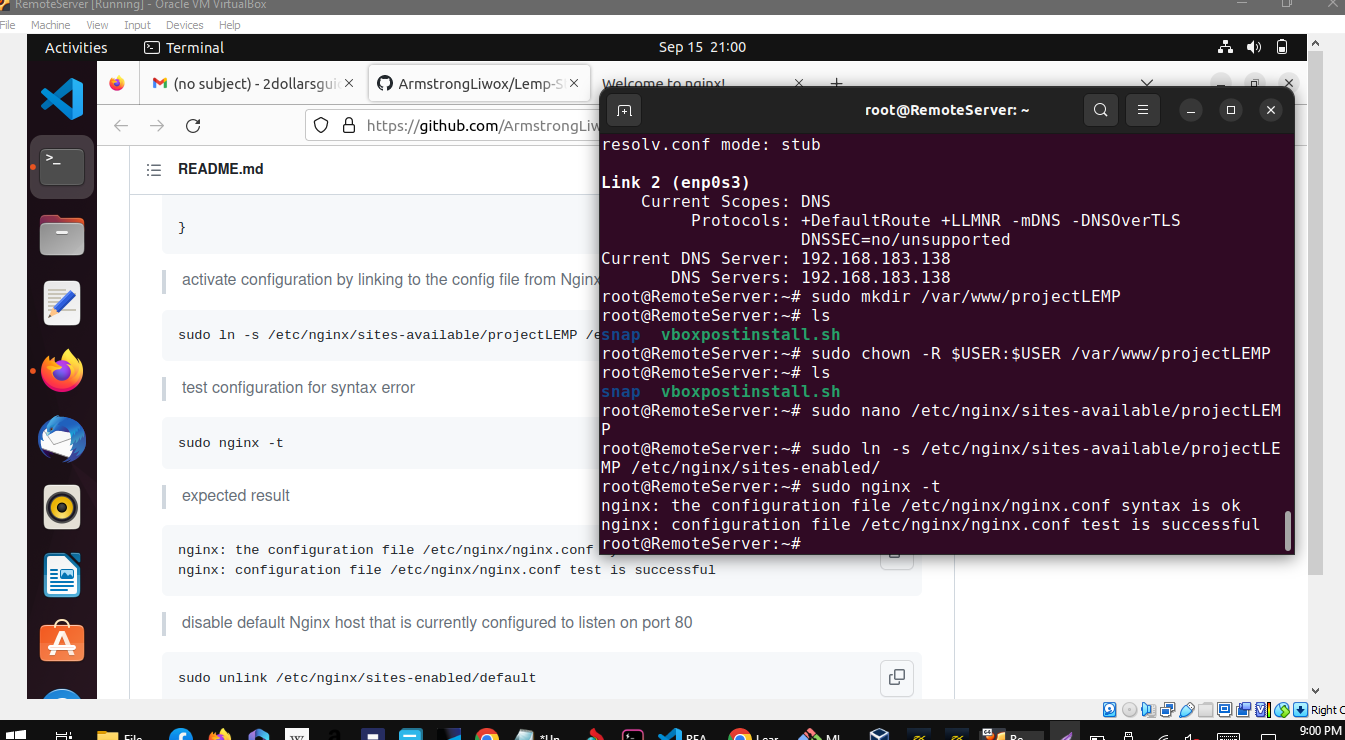 RemoteServer [Running] - Oracle VM VirtualBox
File Machine View Input Devices Help
Activities Terminal Sep 15 21:00
(no subject) - 2dollarsgui ArmstrongLiwox/Lemp-S Welcome to nginx!
https://github.com/ArmstrongLiw
README.md
}
activate configuration by linking to the config file from Nginx
sudo ln -s /etc/nginx/sites-available/projectLEMP /e
test configuration for syntax error
sudo nginx -t
expected result
nginx: the configuration file /etc/nginx/nginx.conf
nginx: configuration file /etc/nginx/nginx.conf test is successful
disable default Nginx host that is currently configured to listen on port 80
sudo unlink /etc/nginx/sites-enabled/default
root@RemoteServer: ~
resolv.conf mode: stub
Link 2 (enp0s3)
Current Scopes: DNS
Protocols: +DefaultRoute +LLMNR -mDNS -DNSOverTLS
DNSSEC=no/unsupported
Current DNS Server: 192.168.183.138
DNS Servers: 192.168.183.138
root@RemoteServer:~# sudo mkdir /var/www/projectLEMP
root@RemoteServer:~# ls
snap vboxpostinstall.sh
root@RemoteServer:~# sudo chown -R $USER:$USER /var/www/projectLEMP
root@RemoteServer:~# ls
snap vboxpostinstall.sh
root@RemoteServer:~# sudo nano /etc/nginx/sites-available/projectLEM
P
root@RemoteServer:~# sudo ln -s /etc/nginx/sites-available/projectLE
MP /etc/nginx/sites-enabled/
root@RemoteServer:~# sudo nginx -t
nginx: the configuration file /etc/nginx/nginx.conf syntax is ok
nginx: configuration file /etc/nginx/nginx.conf test is successful
root@RemoteServer:~#
Right C
File *Un 9:00 PM